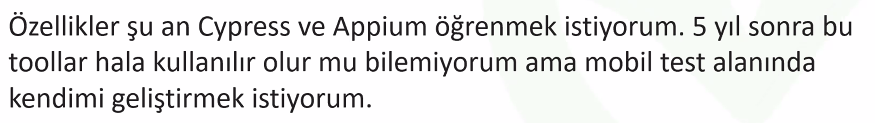 Özellikler şu an Cypress ve Appium öğrenmek istiyorum. 5 yıl sonra bu
toollar hala kullanılır olur mu bilemiyorum ama mobil test alanında
kendimi geliştirmek istiyorum.